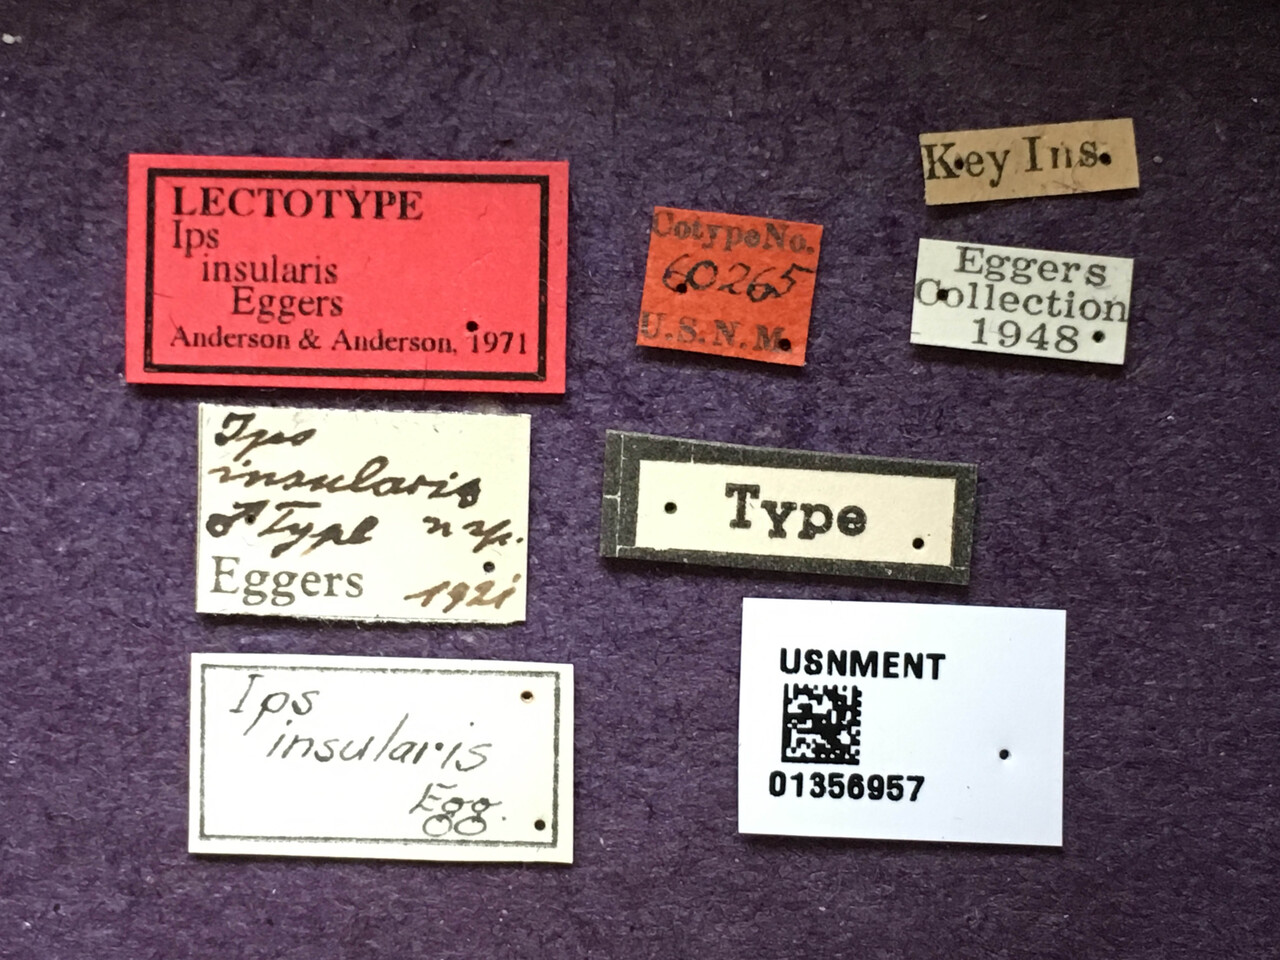 LECTOTYPE
Ips
insularis
Eggers
Anderson & Anderson, 1971
Cotype No.
60265
U.S.N.M.
Key Ins.
Eggers
Collection
1948
Ips
insularis
♂ Type n sp.
Eggers 1921
Type
Ips
insularis
Egg.
USNMENT
01356957